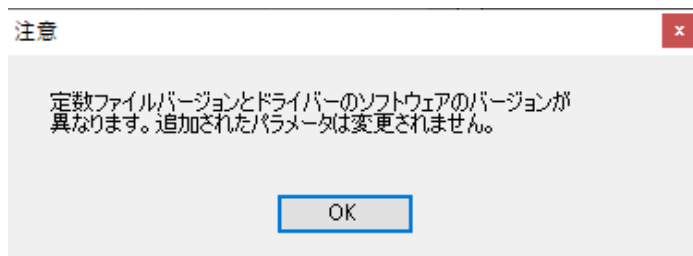 注意
x
定数ファイルバージョンとドライバーのソフトウェアのバージョンが
異なります。追加されたパラメータは変更されません。
OK